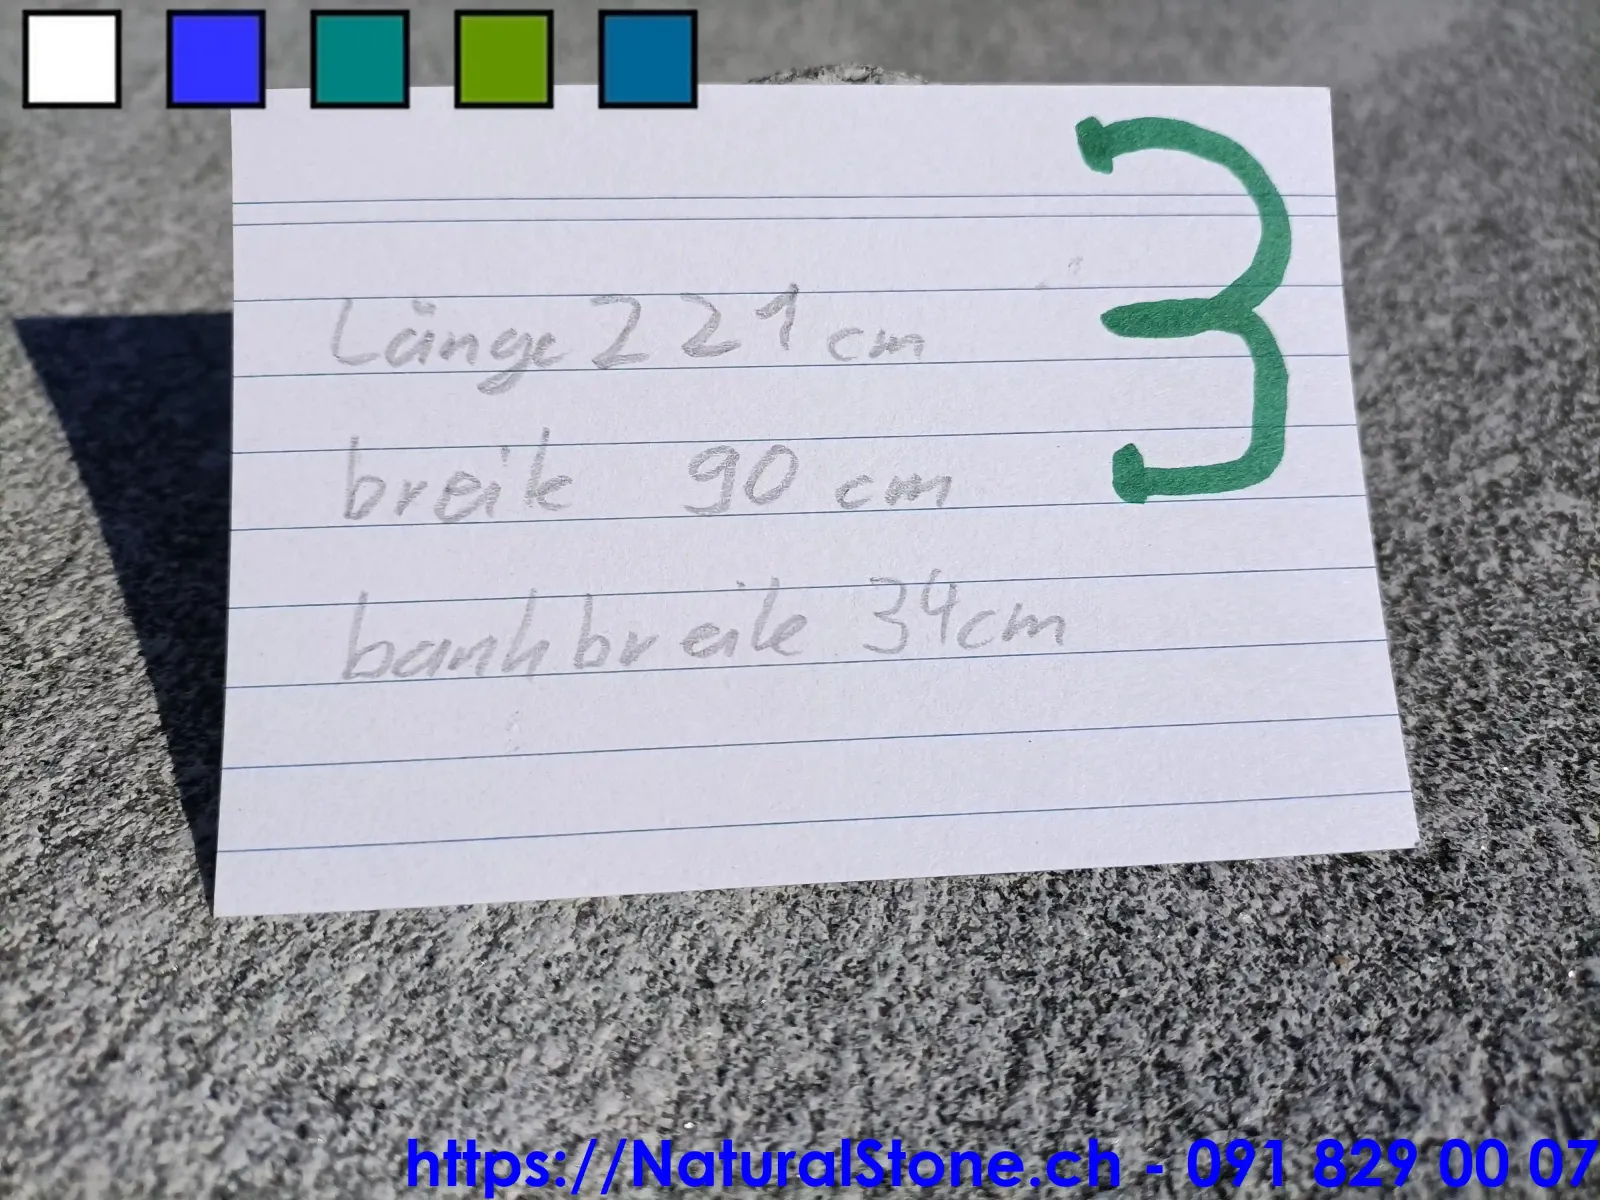 3
Länge 221 cm
breite 90 cm
bankbreite 34cm
https://NaturalStone.ch - 091 829 00 07